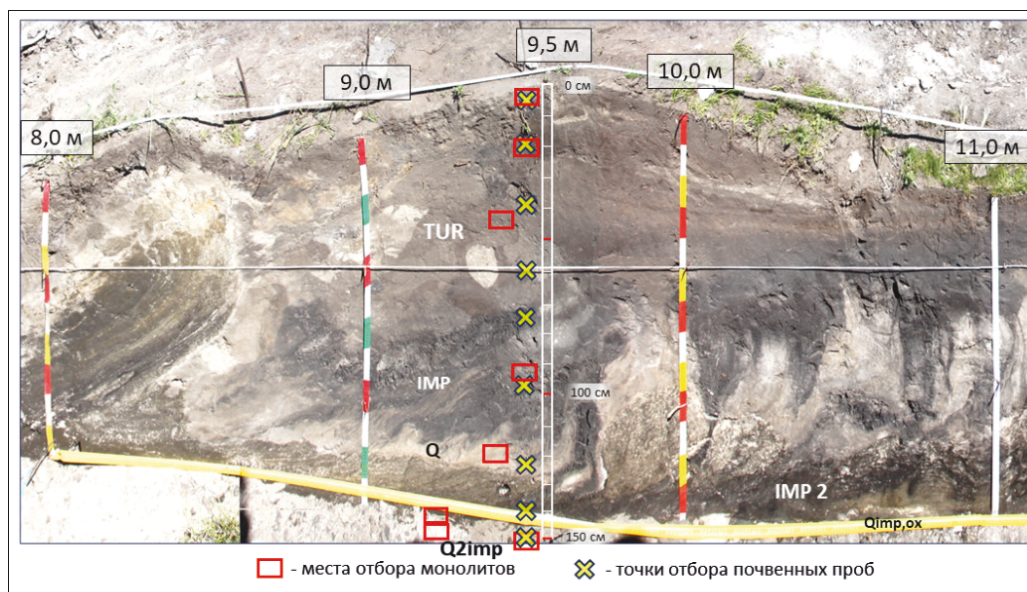 9,5 м
0 см
9,0 м
10,0 м
8,0 м
11,0 м
TUR
IMP
100 см
Q
IMP 2
Qimp,ox
Q2imp
150 см
- места отбора монолитов
- точки отбора почвенных проб